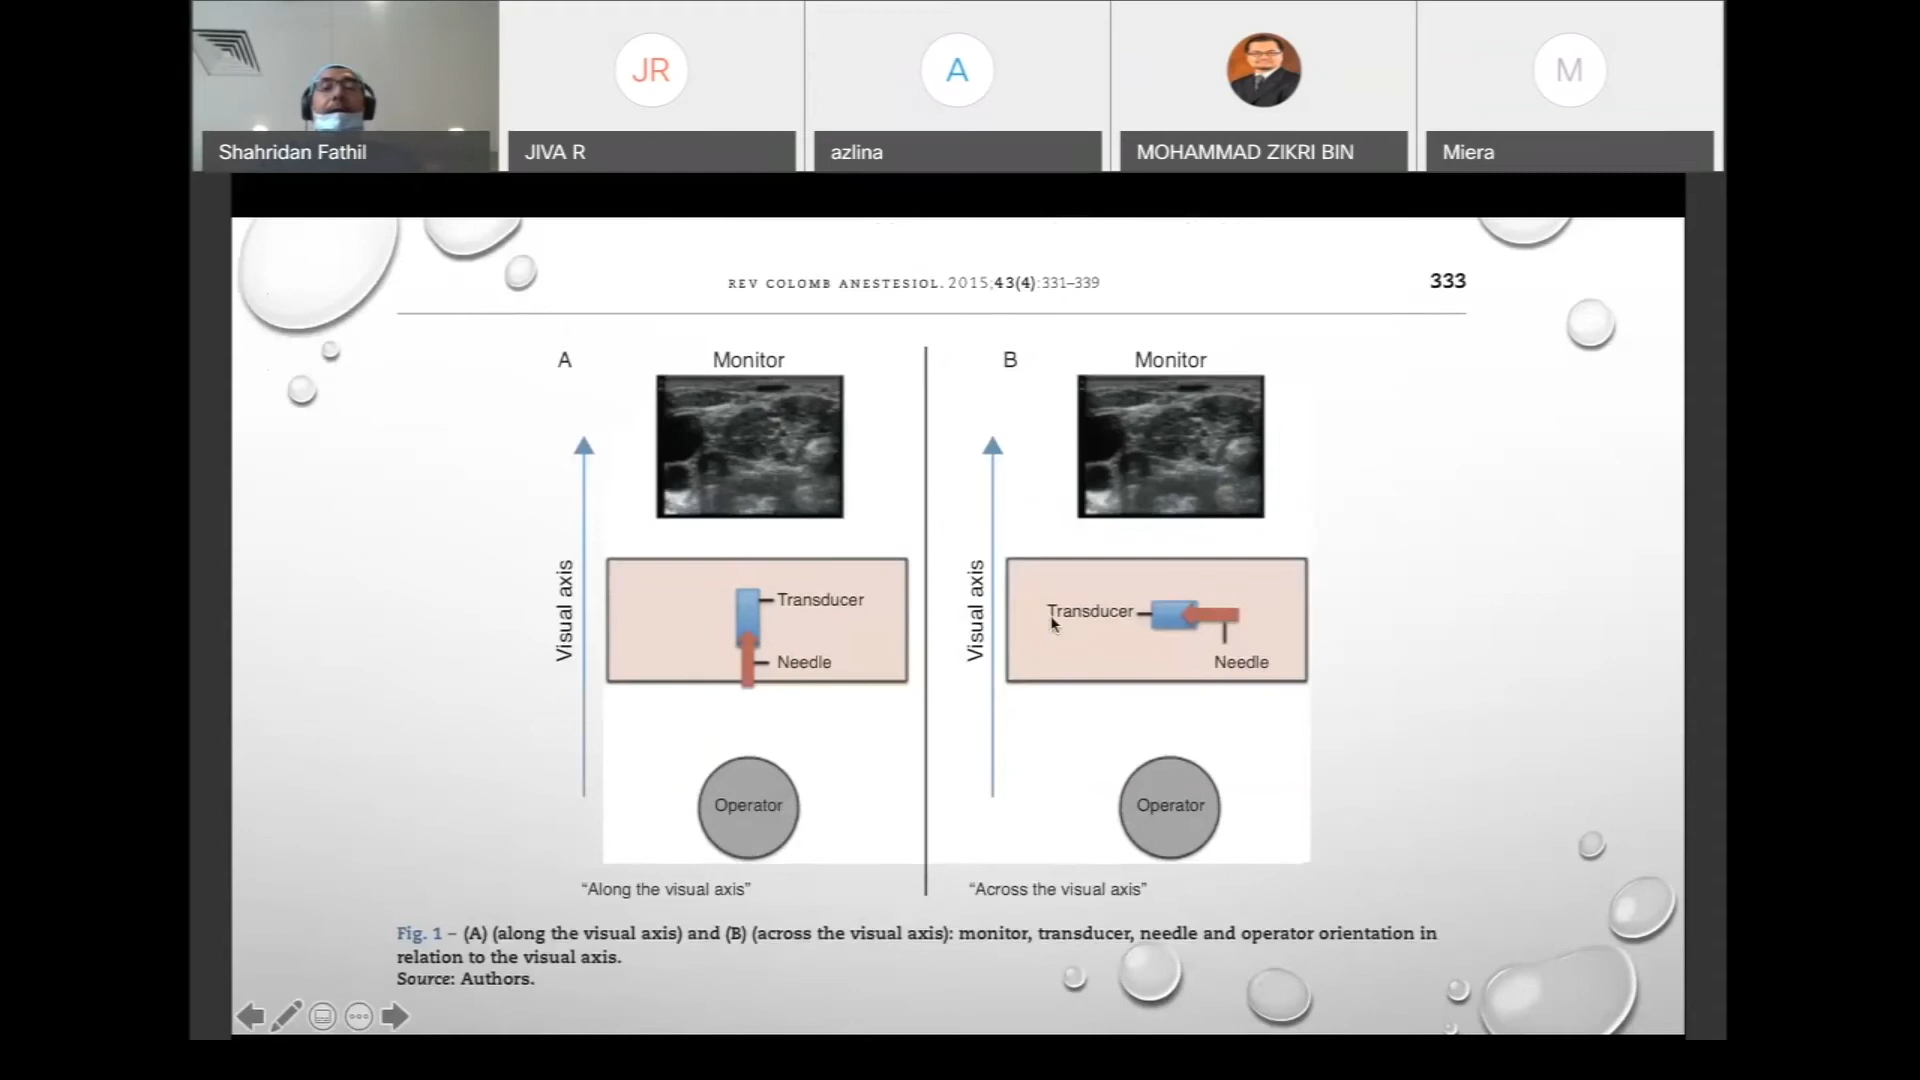 JR
A
M
Shahridan Fathil
JIVA R
azlina
MOHAMMAD ZIKRI BIN
Miera
REV COLOMB ANESTESIOL. 2015;43(4):331–339
333
A
Monitor
B
Monitor
Visual axis
Transducer
Needle
Visual axis
Transducer
Needle
Operator
Operator
“Along the visual axis”
“Across the visual axis”
Fig. 1 – (A) (along the visual axis) and (B) (across the visual axis): monitor, transducer, needle and operator orientation in
relation to the visual axis.
Source: Authors.